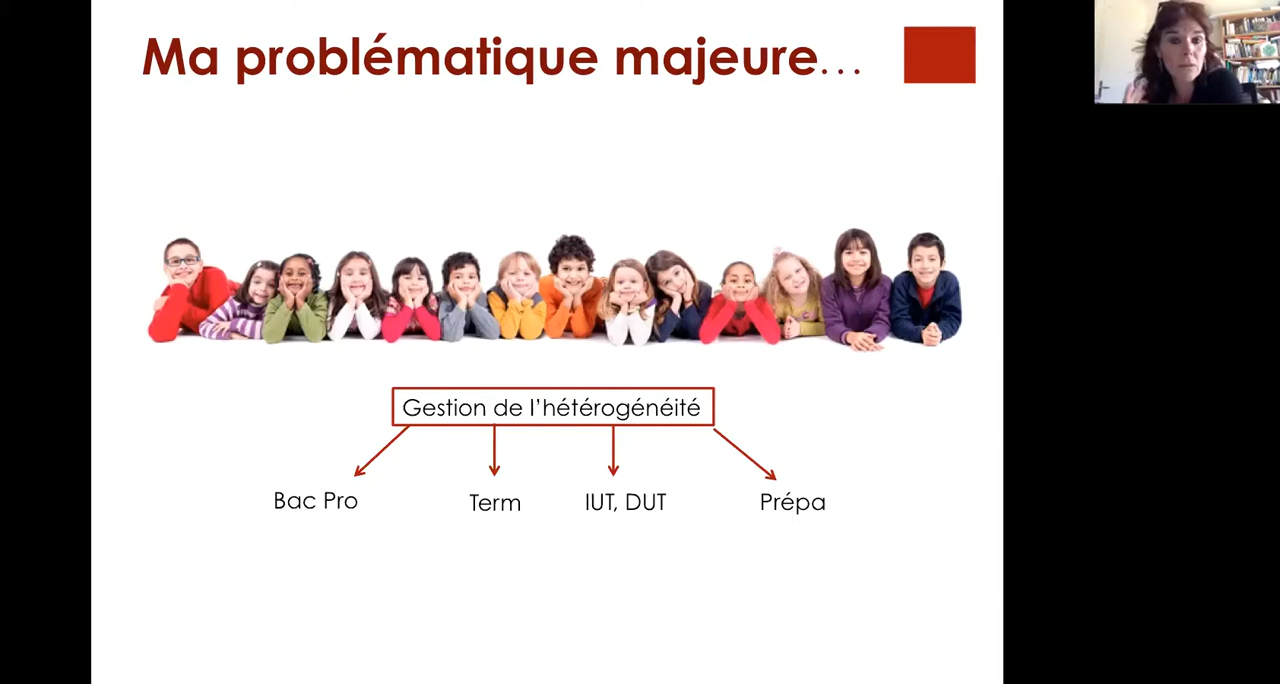 Ma problématique majeure…
Gestion de l'hétérogénéité
Bac Pro
Term
IUT, DUT
Prépa